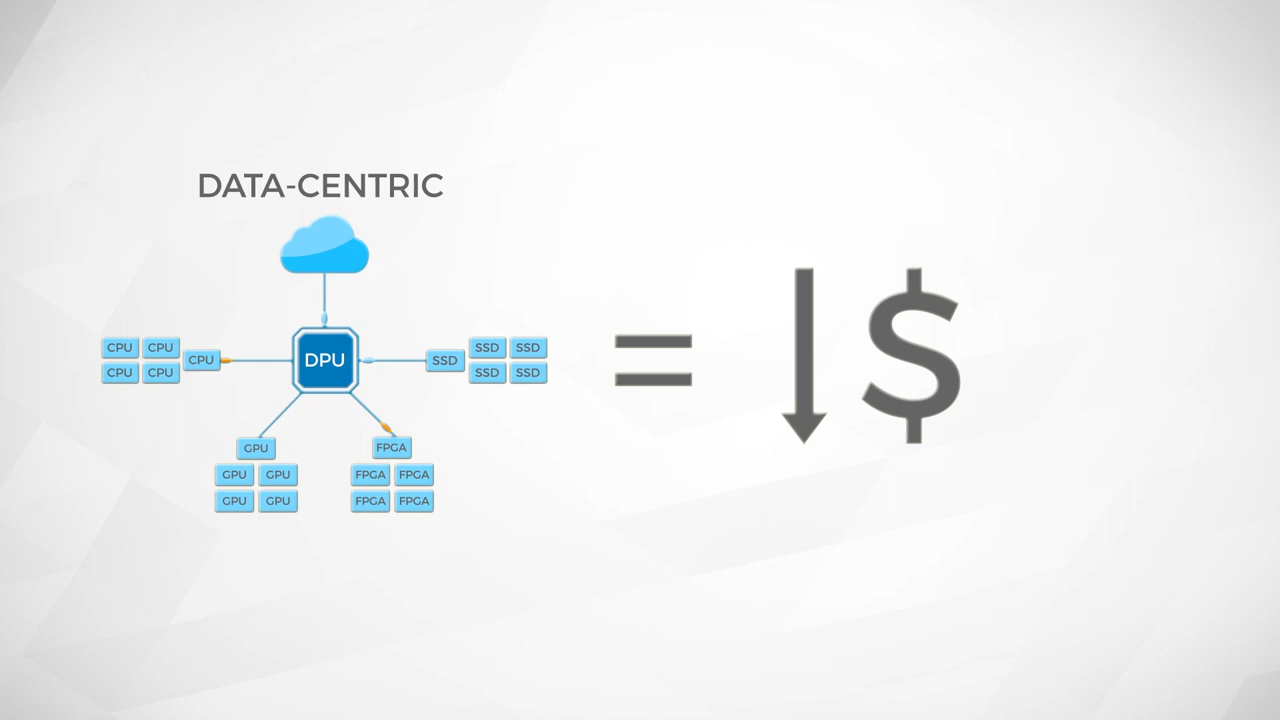 DATA-CENTRIC
CPU CPU
CPU
CPU CPU
DPU
SSD
SSD SSD
SSD SSD
GPU
GPU GPU
GPU GPU
FPGA
FPGA FPGA
FPGA FPGA
= $